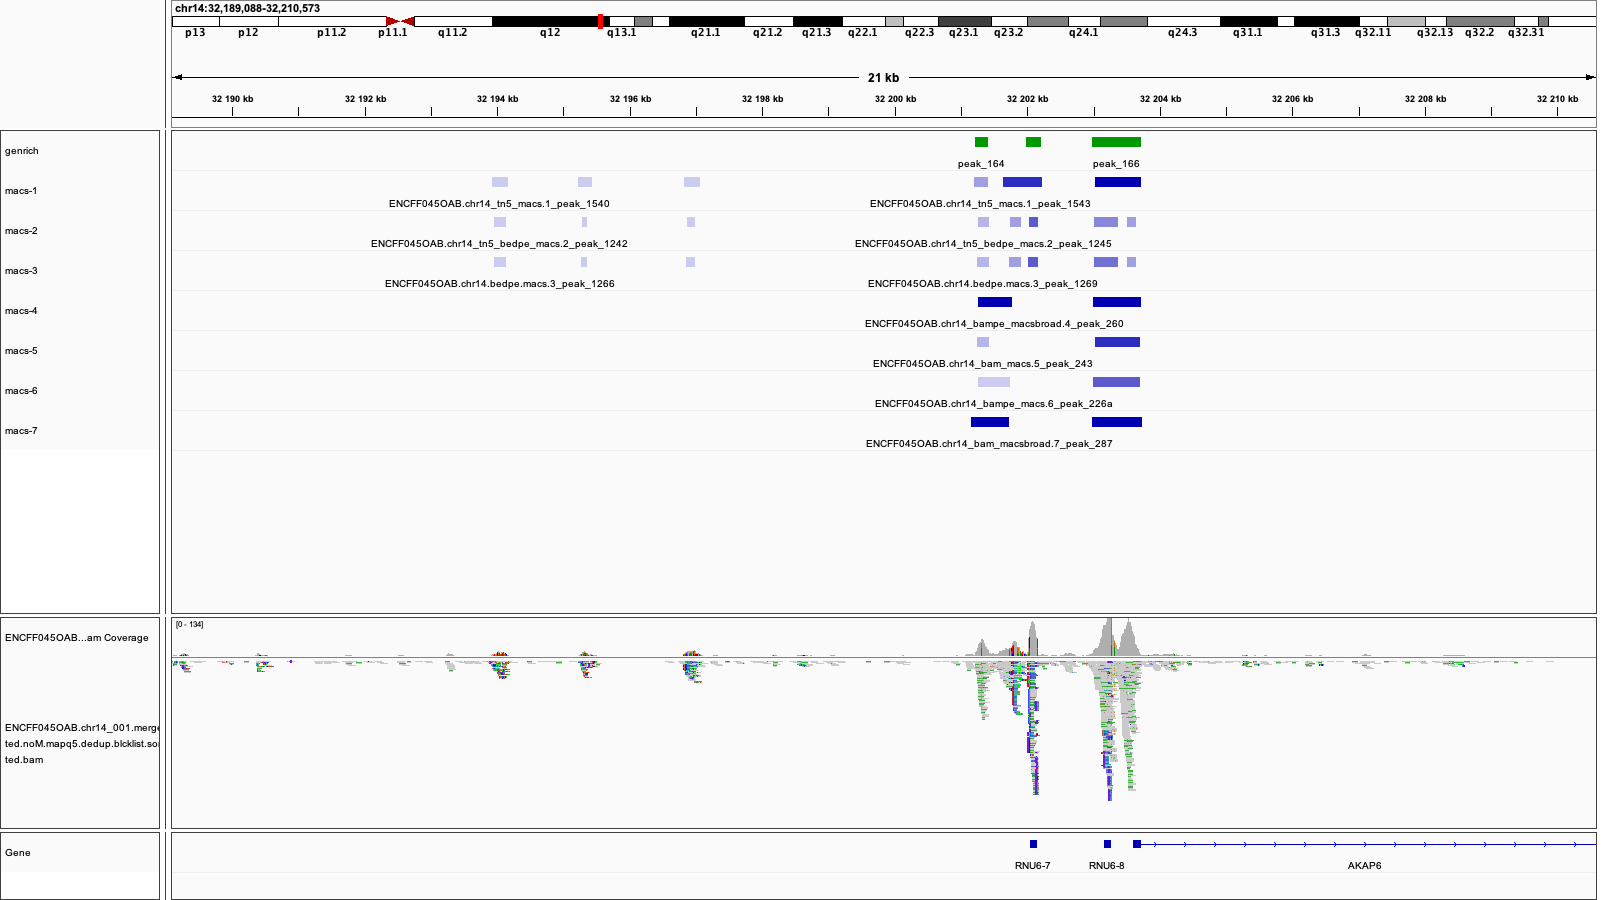 chr14:32,189,088-32,210,573
p13 p12 p11.2 p11.1 q11.2 q12 q13.1 q21.1 q21.2 q21.3 q22.1 q22.3 q23.1 q23.2 q24.1 q24.3 q31.1 q31.3 q32.11 q32.13 q32.2 q32.31
21 kb
32 190 kb 32 192 kb 32 194 kb 32 196 kb 32 198 kb 32 200 kb 32 202 kb 32 204 kb 32 206 kb 32 208 kb 32 210 kb
genrich
peak_164 peak_166
macs-1
ENCFF045OAB.chr14_tn5_macs.1_peak_1540 ENCFF045OAB.chr14_tn5_macs.1_peak_1543
macs-2
ENCFF045OAB.chr14_tn5_bedpe_macs.2_peak_1242 ENCFF045OAB.chr14_tn5_bedpe_macs.2_peak_1245
macs-3
ENCFF045OAB.chr14.bedpe.macs.3_peak_1266 ENCFF045OAB.chr14.bedpe.macs.3_peak_1269
macs-4
ENCFF045OAB.chr14_bampe_macsbroad.4_peak_260
macs-5
ENCFF045OAB.chr14_bam_macs.5_peak_243
macs-6
ENCFF045OAB.chr14_bampe_macs.6_peak_226a
macs-7
ENCFF045OAB.chr14_bam_macsbroad.7_peak_287
[0 - 134]
ENCFF045OAB...am Coverage
ENCFF045OAB.chr14_001.merge
ted.noM.mapq5.dedup.blcklist.so
ted.bam
Gene
RNU6-7 RNU6-8 AKAP6